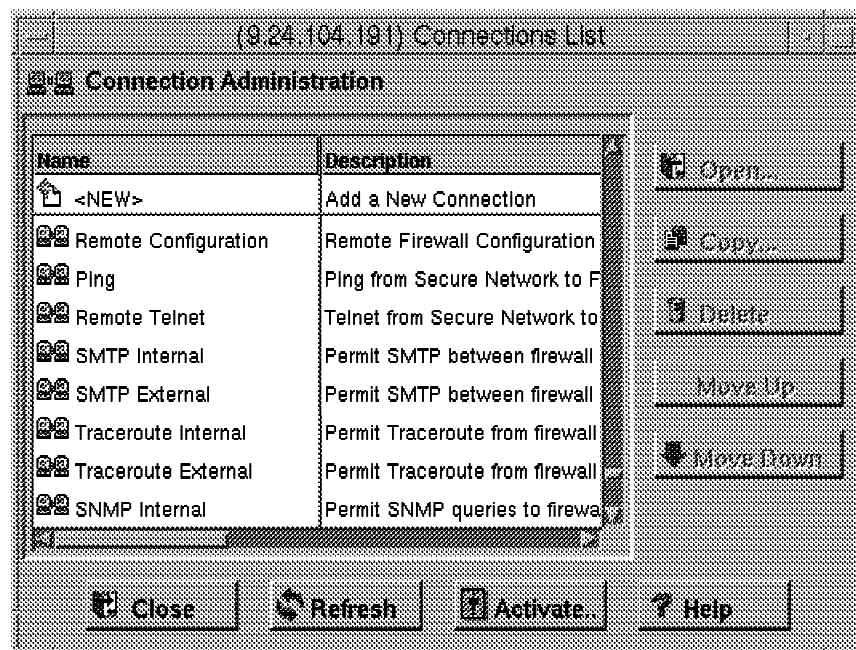 (9.24.104.191) Connections List
Connection Administration
Name Description
<NEW> Add a New Connection
Remote Configuration Remote Firewall Configuration
Ping Ping from Secure Network to F
Remote Telnet Telnet from Secure Network to
SMTP Internal Permit SMTP between firewall
SMTP External Permit SMTP between firewall
Traceroute Internal Permit Traceroute from firewall
Traceroute External Permit Traceroute from firewall
SNMP Internal Permit SNMP queries to firewa
Open...
Copy...
Delete
Move Up
Move Down
Close Refresh Activate.. Help